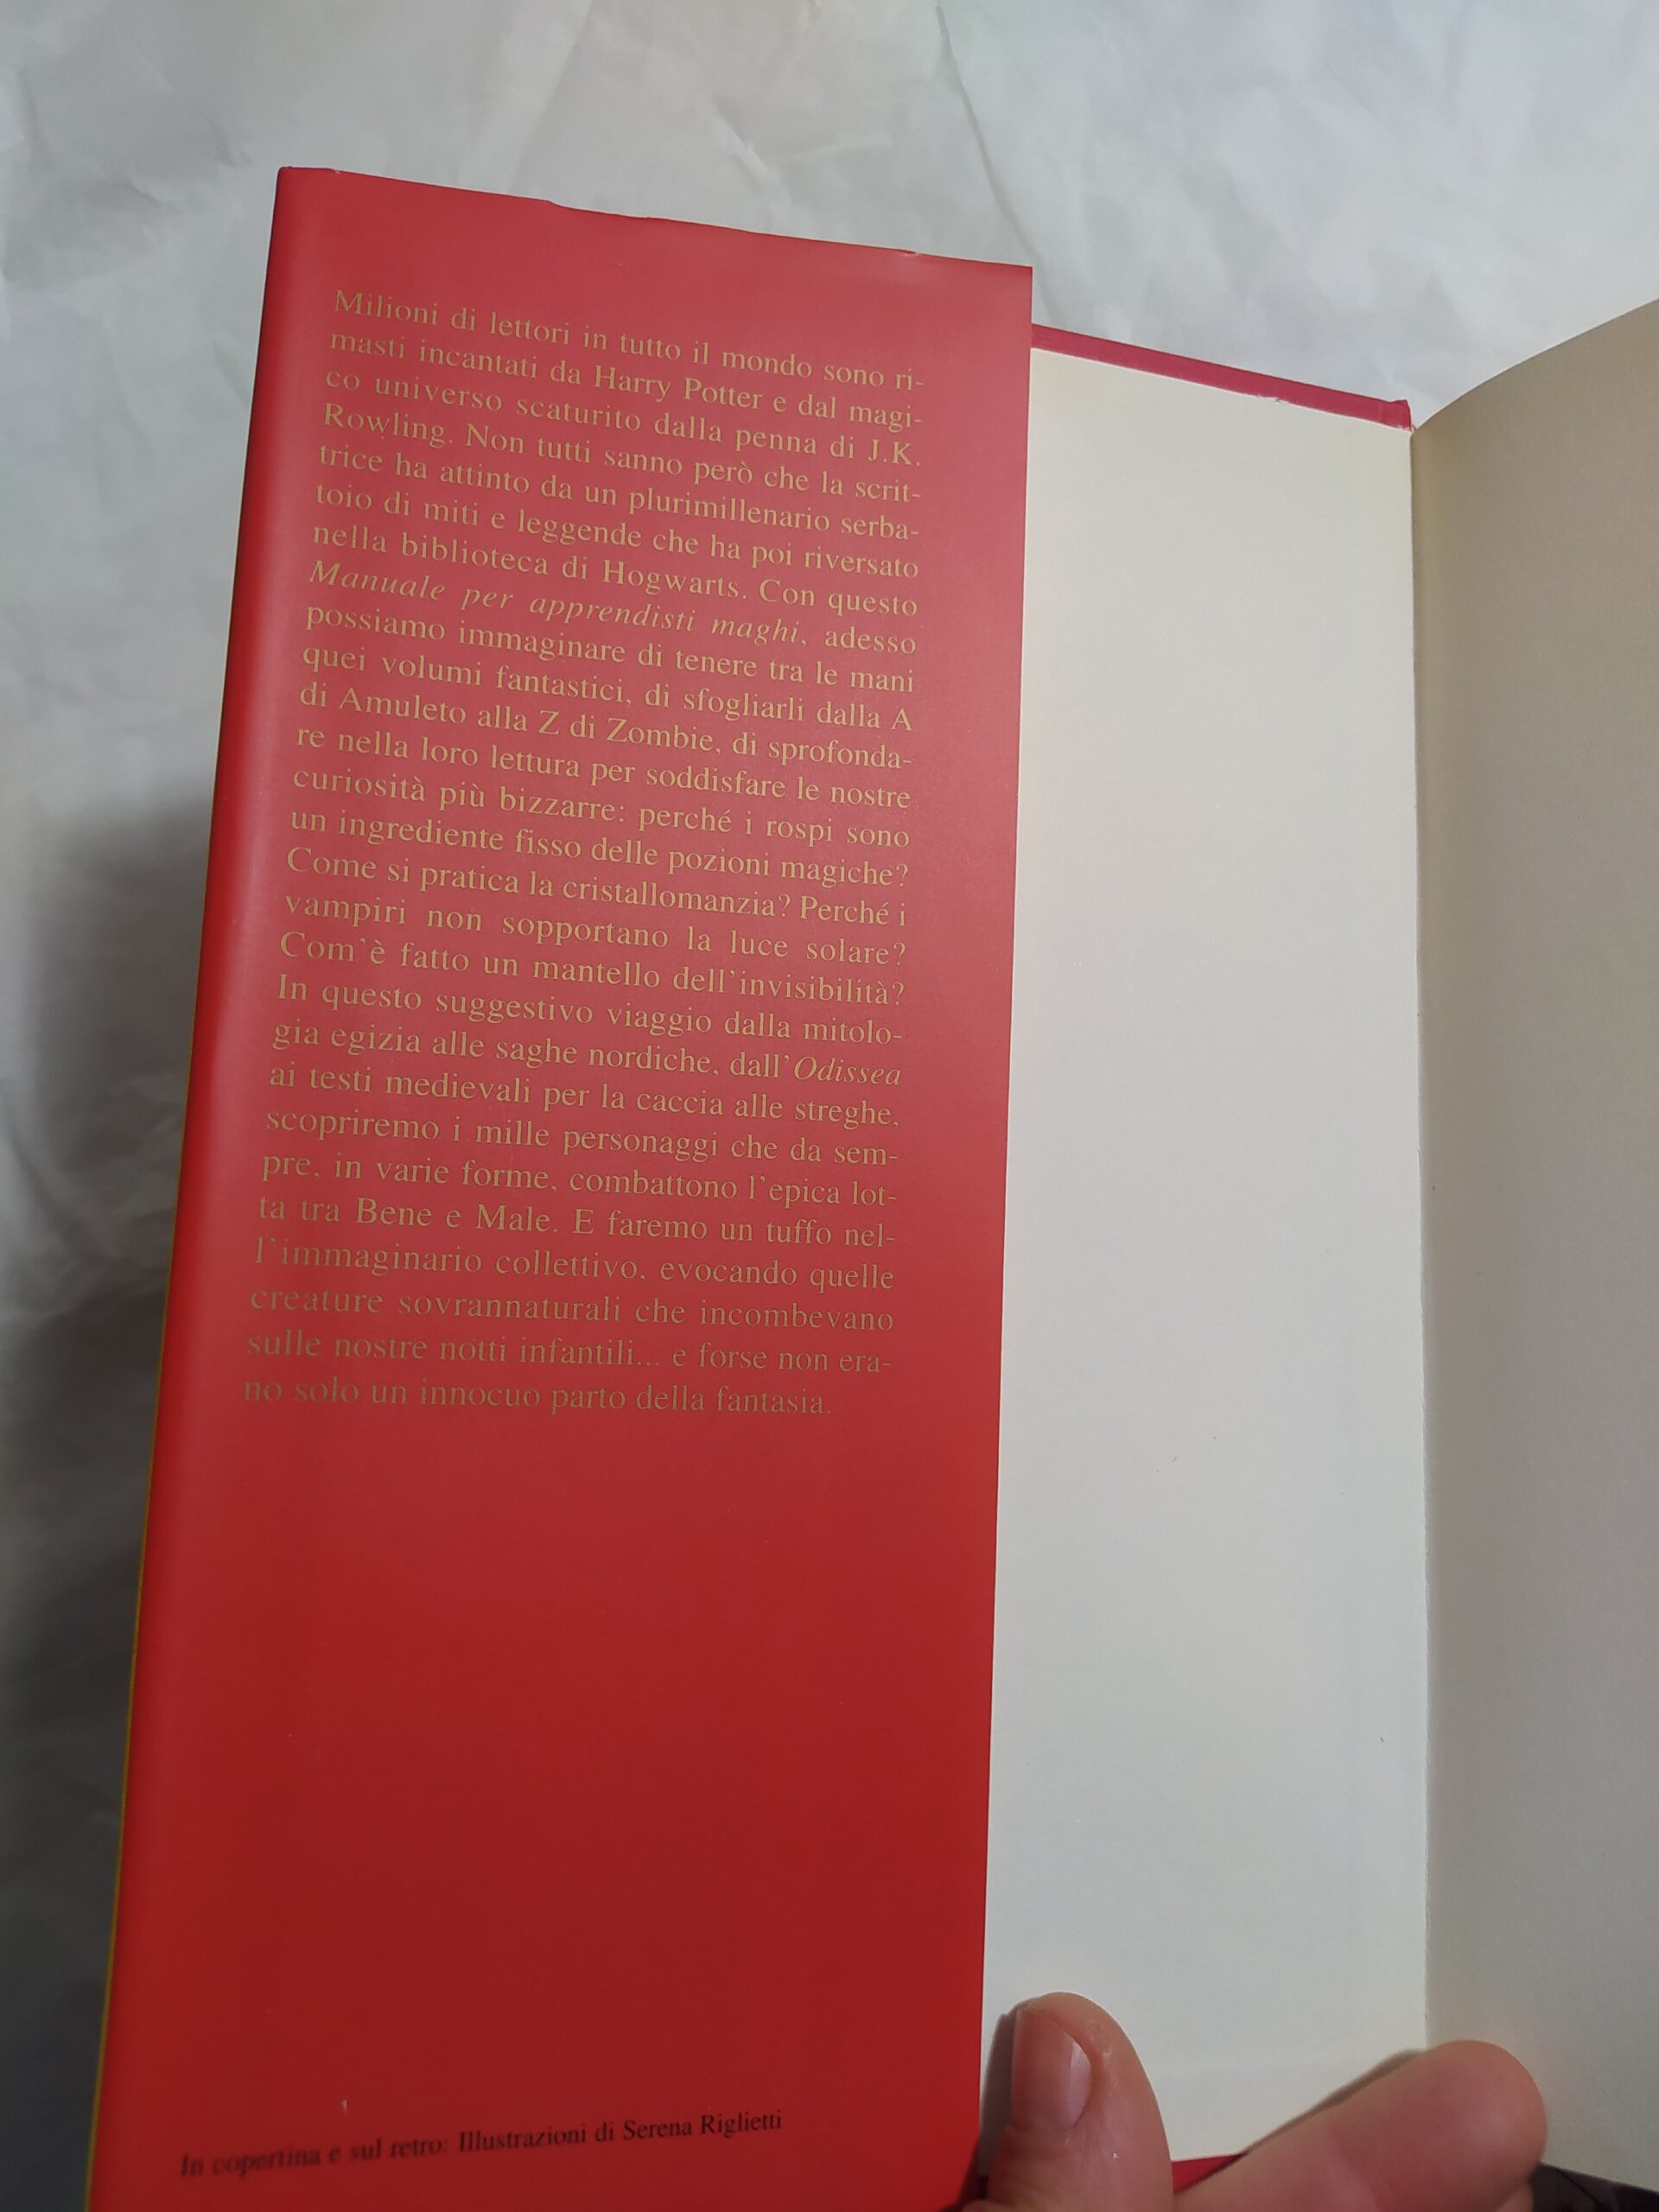 Milioni di lettori in tutto il mondo sono ri-
masti incantati da Harry Potter e dal magi-
co universo scaturito dalla penna di J.K.
Rowling. Non tutti sanno però che la scrit-
trice ha attinto da un plurimillenario serba-
toio di miti e leggende che ha poi riversato
nella biblioteca di Hogwarts. Con questo
Manuale per apprendisti maghi, adesso
possiamo immaginare di tenere tra le mani
quei volumi fantastici, di sfogliarli dalla A
di Amuleto alla Z di Zombie, di sprofonda-
re nella loro lettura per soddisfare le nostre
curiosità più bizzarre: perché i rospi sono
un ingrediente fisso delle pozioni magiche?
Come si pratica la cristallomanzia? Perché i
vampiri non sopportano la luce solare?
Com'è fatto un mantello dell'invisibilità?
In questo suggestivo viaggio dalla mitolo-
gia egizia alle saghe nordiche, dall'Odissea
ai testi medievali per la caccia alle streghe,
scopriremo i mille personaggi che da sem-
pre, in varie forme, combattono l'epica lot-
ta tra Bene e Male. E faremo un tuffo nel-
l'immaginario collettivo, evocando quelle
creature sovrannaturali che incombevano
sulle nostre notti infantili... e forse non era-
no solo un innocuo parto della fantasia.
In copertina e sul retro: Illustrazioni di Serena Riglietti